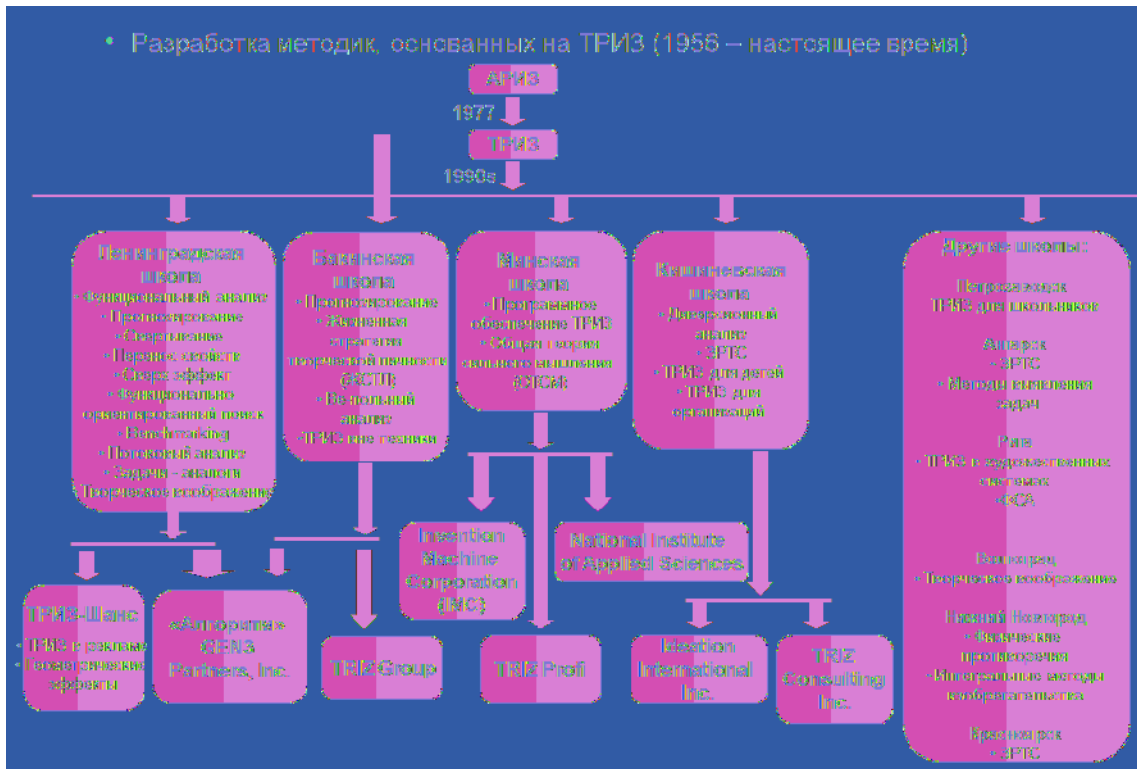 • Разработка методик, основанных на ТРИЗ (1956 – настоящее время)
АРИЗ
1977
ТРИЗ
1990s
Ленинградская
школа
• Функциональный анализ
• Прогнозирование
• Свертывание
• Перенос свойств
• Сверх эффект
• Функционально
ориентированный поиск
• Benchmarking
• Потоковый анализ
• Задачи - аналоги
Творческое воображение
Бакинская
школа
• Прогнозирование
• Жизненная
стратегия
творческой личности
(ЖСТЛ)
• Вепольный
анализ
• ТРИЗ вне техники
Минская
школа
• Программное
обеспечение ТРИЗ
• Общая теория
сильного мышления
(ОТСМ)
Кишиневская
школа
• Диверсионный
анализ
• ЗРТС
• ТРИЗ для детей
• ТРИЗ для
организаций
Другие школы:
Петрозаводск
ТРИЗ для школьников
Ангарск
• ЗРТС
• Методы выявления
задач
Рига
• ТРИЗ в художественных
системах
• ФСА
Волгоград
• Творческое воображение
Нижний Новгород
• Физические
противоречия
• Интегральные методы
изобретательства
Красноярск
• ЗРТС
Invention
Machine
Corporation
(IMC)
National Institute
of Applied Sciences
ТРИЗ-Шанс
• ТРИЗ в рекламе
• Геометрические
эффекты
«Алгоритм»
GEN3
Partners, Inc.
TRIZ Group
TRIZ Profi
Ideation
International
Inc.
TRIZ
Consulting
Inc.